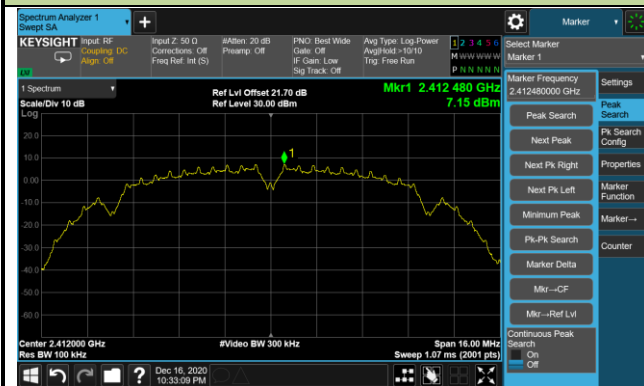 Spectrum Analyzer 1
Swept SA
+
Marker
KEYSIGHT
Input: RF
Coupling: DC
Align: Off
Input Z: 50 Ω
Corrections: Off
Freq Ref: Int (S)
#Atten: 20 dB
Preamp: Off
PNO: Best Wide
Gate: Off
IF Gain: Low
Sig Track: Off
Avg Type: Log-Power
Avg|Hold:>10/10
Trig: Free Run
1 2 3 4 5 6
M W W W W W
P N N N N N
Select Marker
Marker 1
1 Spectrum
Scale/Div 10 dB
Log
Ref Lvl Offset 21.70 dB
Ref Level 30.00 dBm
Mkr1 2.412 480 GHz
7.15 dBm
20.0
10.0
0.00
-10.0
-20.0
-30.0
-40.0
-50.0
-60.0
1
Center 2.412000 GHz
Res BW 100 kHz
#Video BW 300 kHz
Span 16.00 MHz
Sweep 1.07 ms (2001 pts)
Marker Frequency
2.412480000 GHz
Peak Search
Next Peak
Next Pk Right
Next Pk Left
Minimum Peak
Pk-Pk Search
Marker Delta
Mkr→CF
Mkr→Ref Lvl
Continuous Peak
Search
On
Off
Settings
Peak
Search
Pk Search
Config
Properties
Marker
Function
Marker→
Counter
?
Dec 16, 2020
10:33:09 PM